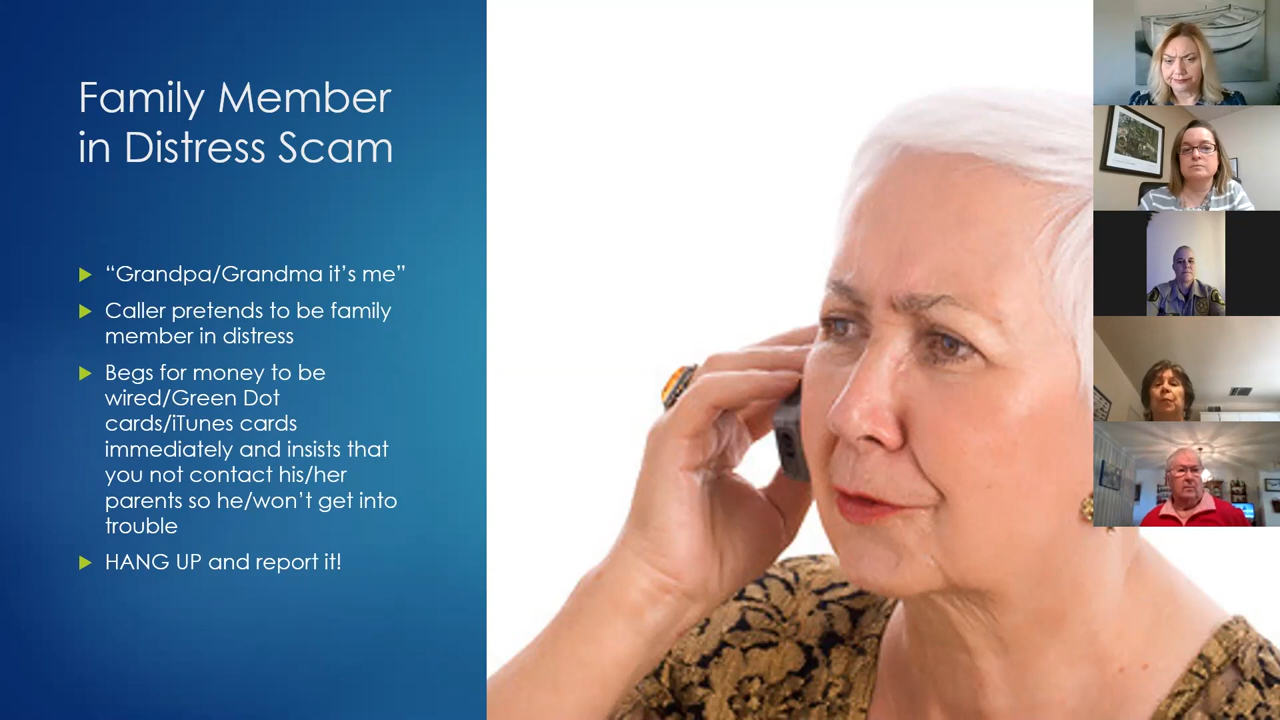 Family Member
in Distress Scam
“Grandpa/Grandma it’s me”
Caller pretends to be family
member in distress
Begs for money to be
wired/Green Dot
cards/iTunes cards
immediately and insists that
you not contact his/her
parents so he/won’t get into
trouble
HANG UP and report it!